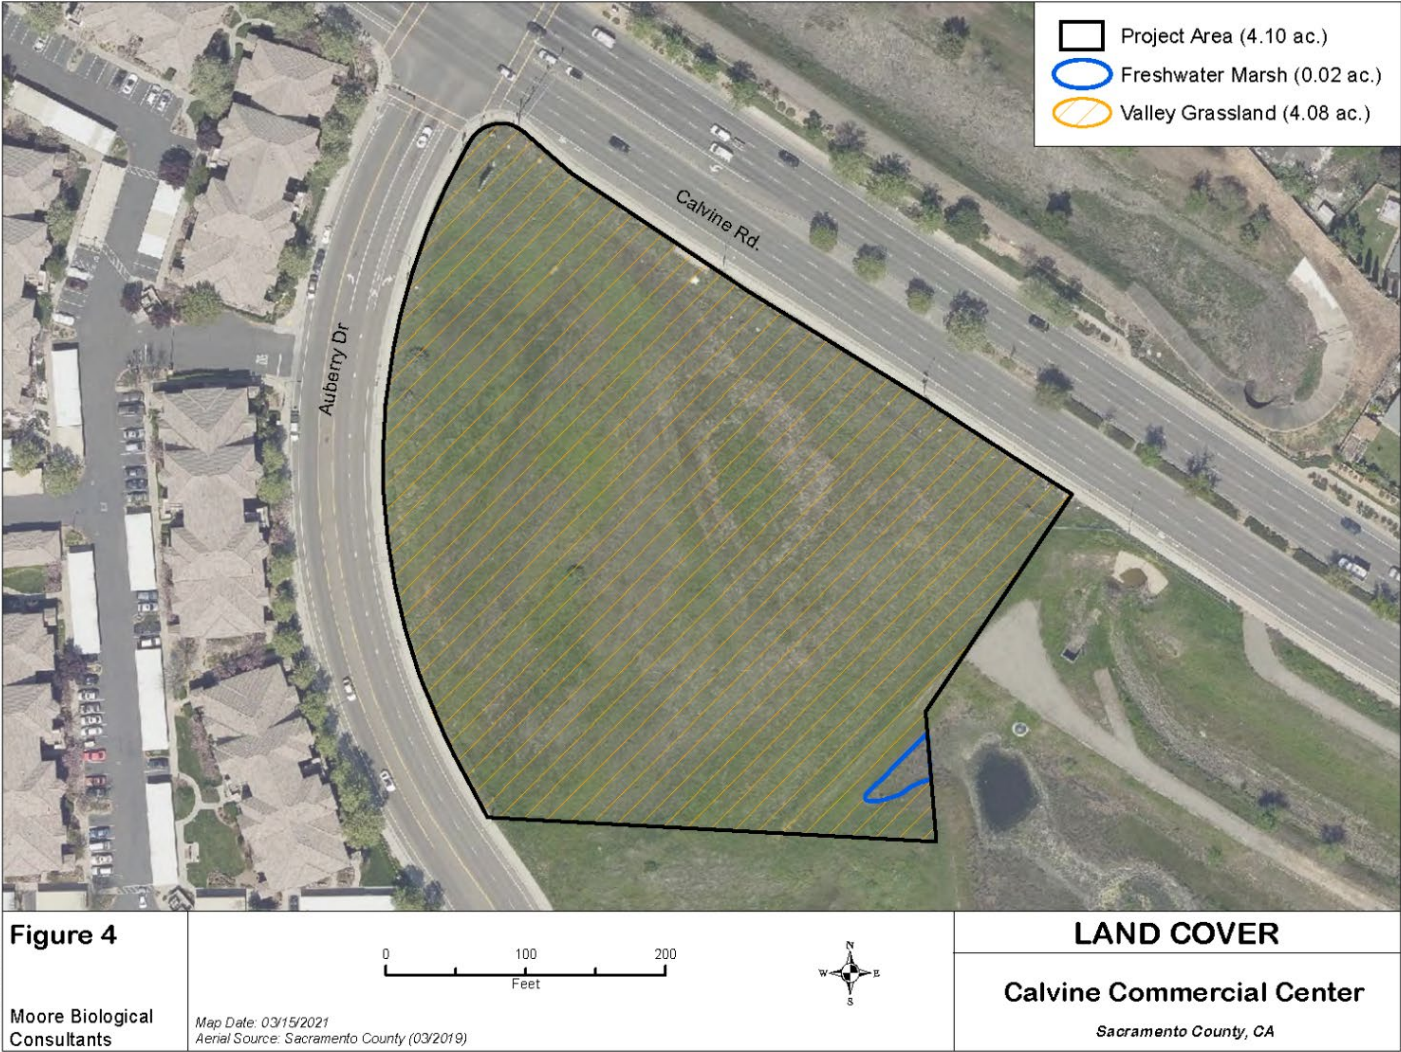 Project Area (4.10 ac.)
Freshwater Marsh (0.02 ac.)
Valley Grassland (4.08 ac.)
Calvine Rd.
Auberry Dr
Figure 4
Moore Biological
Consultants
0 100 200
Feet
Map Date: 03/15/2021
Aerial Source: Sacramento County (03/2019)
N
W E
S
LAND COVER
Calvine Commercial Center
Sacramento County, CA